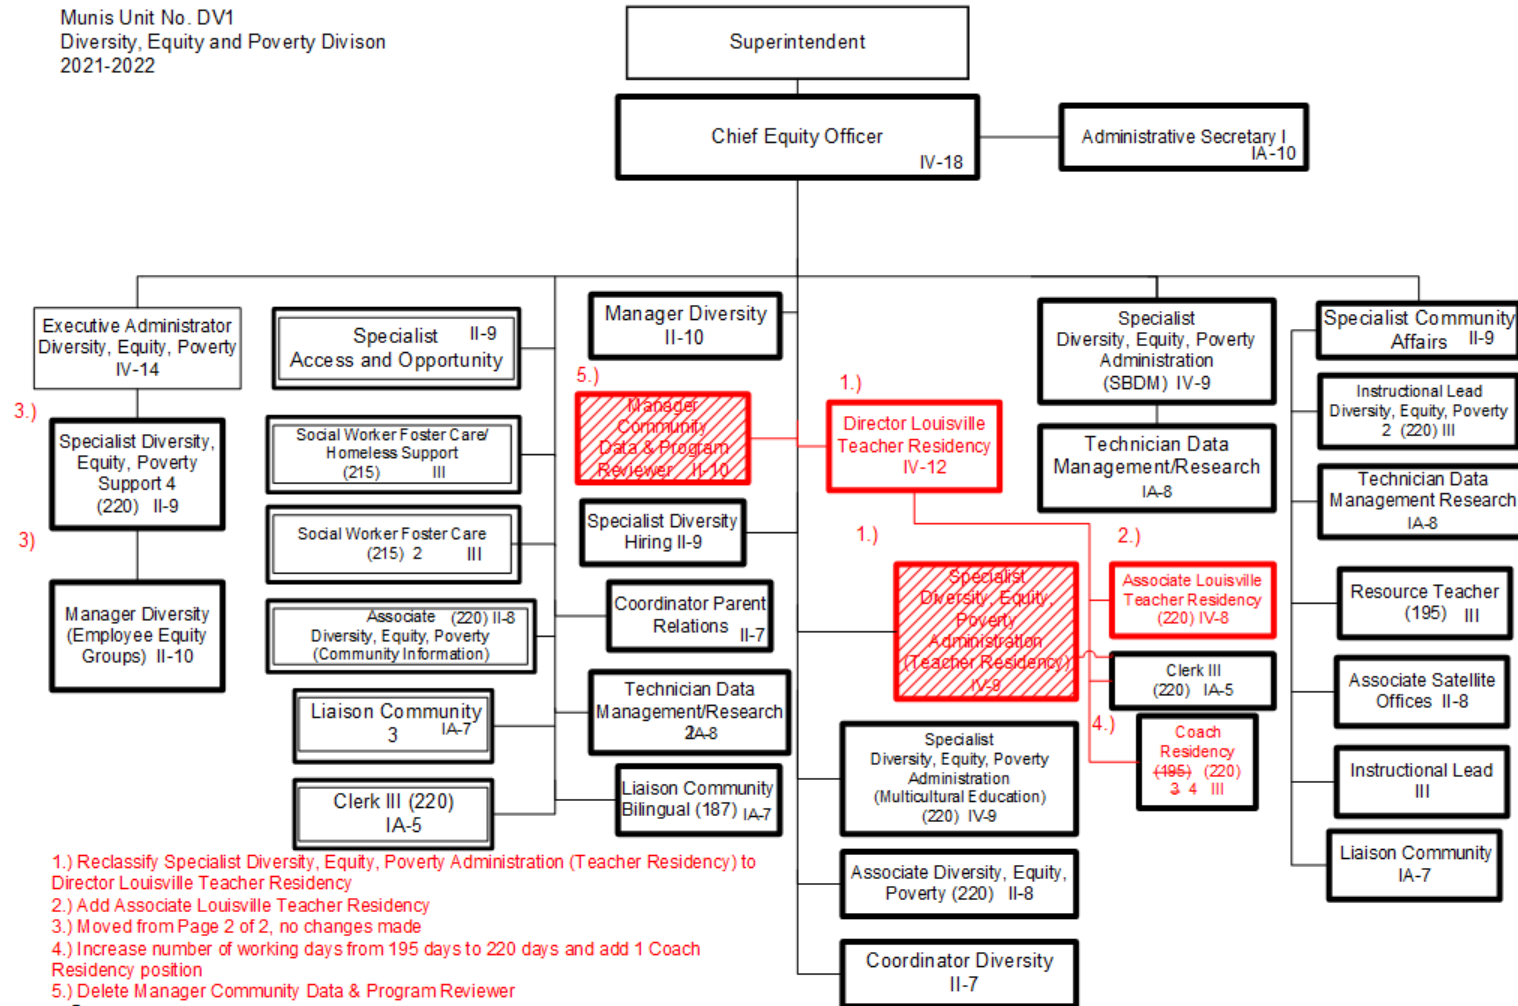 Munis Unit No. DV1
Diversity, Equity and Poverty Divison
2021-2022
Superintendent
Chief Equity Officer
IV-18
Administrative Secretary I
IA-10
Executive Administrator
Diversity, Equity, Poverty
IV-14
3.)
Specialist Diversity,
Equity, Poverty
Support 4
(220) II-9
3)
Manager Diversity
(Employee Equity
Groups) II-10
Specialist II-9
Access and Opportunity
Social Worker Foster Care/
Homeless Support
(215) III
Social Worker Foster Care
(215) 2 III
Associate (220) II-8
Diversity, Equity, Poverty
(Community Information)
Liaison Community
3 IA-7
Clerk III (220)
IA-5
Manager Diversity
II-10
5.)
Manager
Community
Data & Program
Reviewer II-10
Specialist Diversity
Hiring II-9
Coordinator Parent
Relations II-7
Technician Data
Management/Research
2 IA-8
Liaison Community
Bilingual (187) IA-7
1.)
Director Louisville
Teacher Residency
IV-12
1.)
Specialist
Diversity, Equity,
Poverty
Administration
(Teacher Residency)
IV-9
2.)
Associate Louisville
Teacher Residency
(220) IV-8
Clerk III
(220) IA-5
4.)
Coach
Residency
(195) (220)
3 4 III
Specialist
Diversity, Equity, Poverty
Administration
(Multicultural Education)
(220) IV-9
Associate Diversity, Equity,
Poverty (220) II-8
Coordinator Diversity
II-7
Specialist
Diversity, Equity, Poverty
Administration
(SBDM) IV-9
Technician Data
Management/Research
IA-8
Specialist Community
Affairs II-9
Instructional Lead
Diversity, Equity, Poverty
2 (220) III
Technician Data
Management Research
IA-8
Resource Teacher
(195) III
Associate Satellite
Offices II-8
Instructional Lead
III
Liaison Community
IA-7
1.) Reclassify Specialist Diversity, Equity, Poverty Administration (Teacher Residency) to
Director Louisville Teacher Residency
2.) Add Associate Louisville Teacher Residency
3.) Moved from Page 2 of 2, no changes made
4.) Increase number of working days from 195 days to 220 days and add 1 Coach
Residency position
5.) Delete Manager Community Data & Program Reviewer